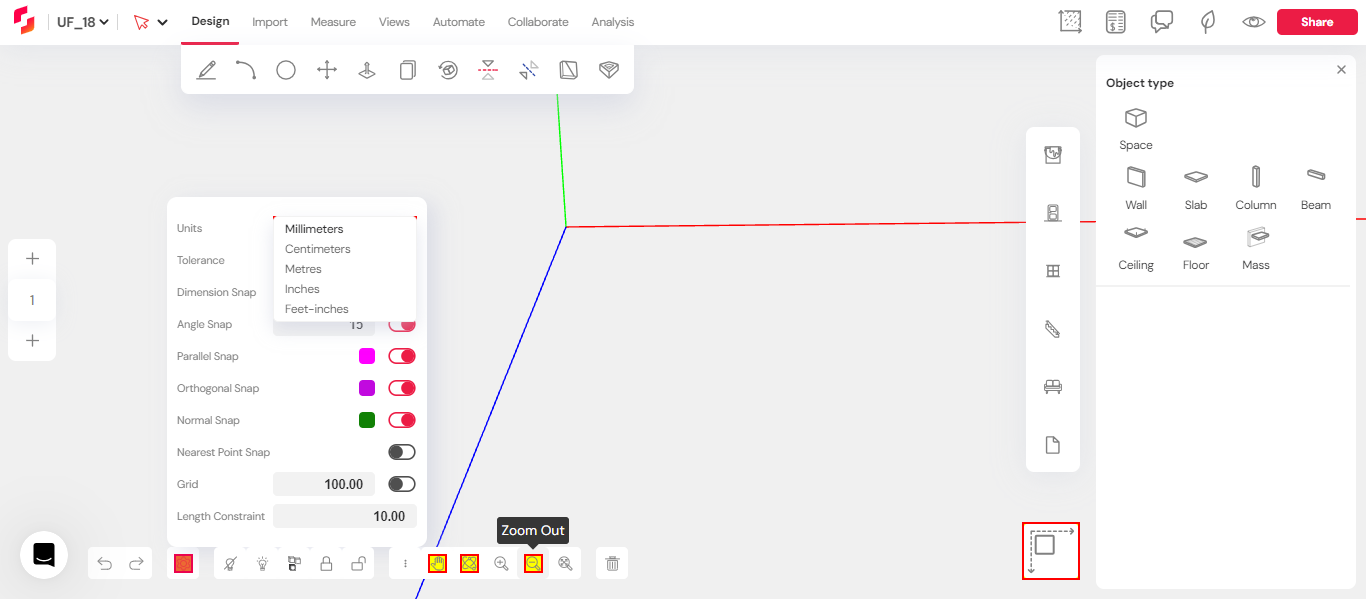 UF_18
Design
Import
Measure
Views
Automate
Collaborate
Analysis
Share
Object type
Space
Wall
Slab
Column
Beam
Ceiling
Floor
Mass
1
Units
Millimeters
Centimeters
Metres
Inches
Feet-inches
Tolerance
Dimension Snap
Angle Snap
15
Parallel Snap
Orthogonal Snap
Normal Snap
Nearest Point Snap
Grid
100.00
Length Constraint
10.00
Zoom Out